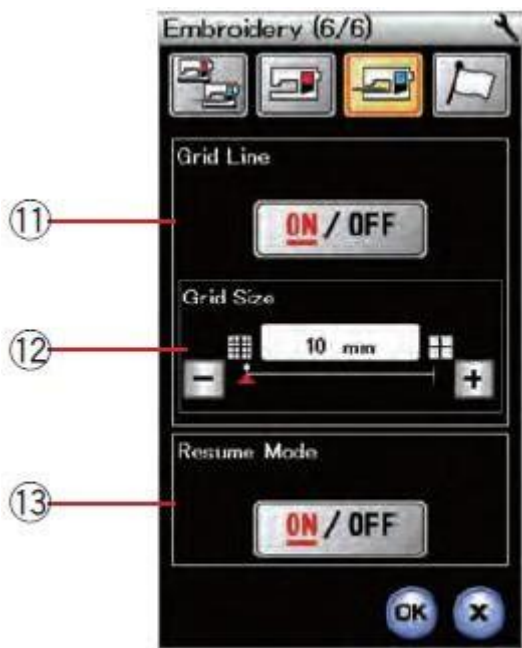 Embroidery (6/6)
Grid Line
⑪
ON / OFF
Grid Size
⑫
10 mm
− +
Resume Mode
⑬
ON / OFF
OK X